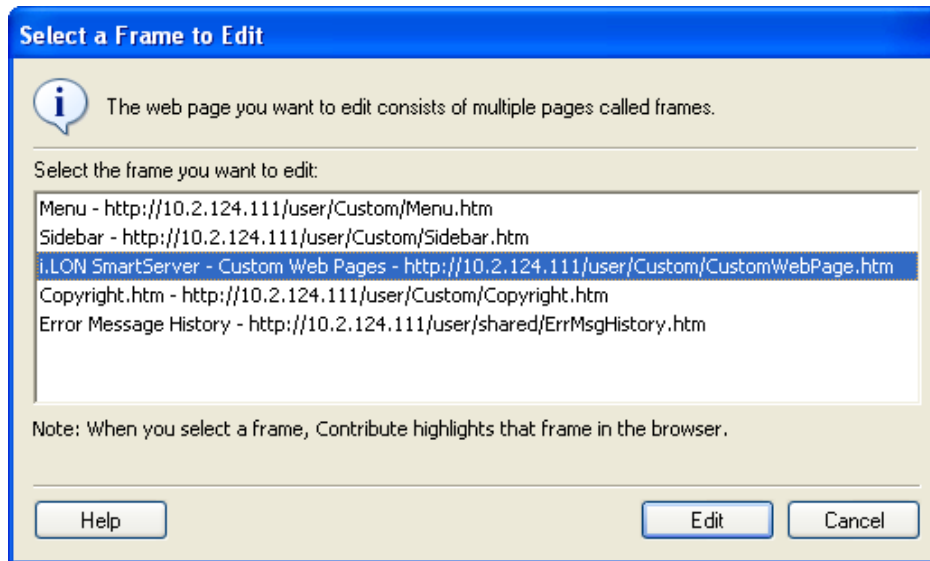 Select a Frame to Edit
The web page you want to edit consists of multiple pages called frames.
Select the frame you want to edit:
Menu - http://10.2.124.111/user/Custom/Menu.htm
Sidebar - http://10.2.124.111/user/Custom/Sidebar.htm
i.LON SmartServer - Custom Web Pages - http://10.2.124.111/user/Custom/CustomWebPage.htm
Copyright.htm - http://10.2.124.111/user/Custom/Copyright.htm
Error Message History - http://10.2.124.111/user/shared/ErrMsgHistory.htm
Note: When you select a frame, Contribute highlights that frame in the browser.
Help Edit Cancel